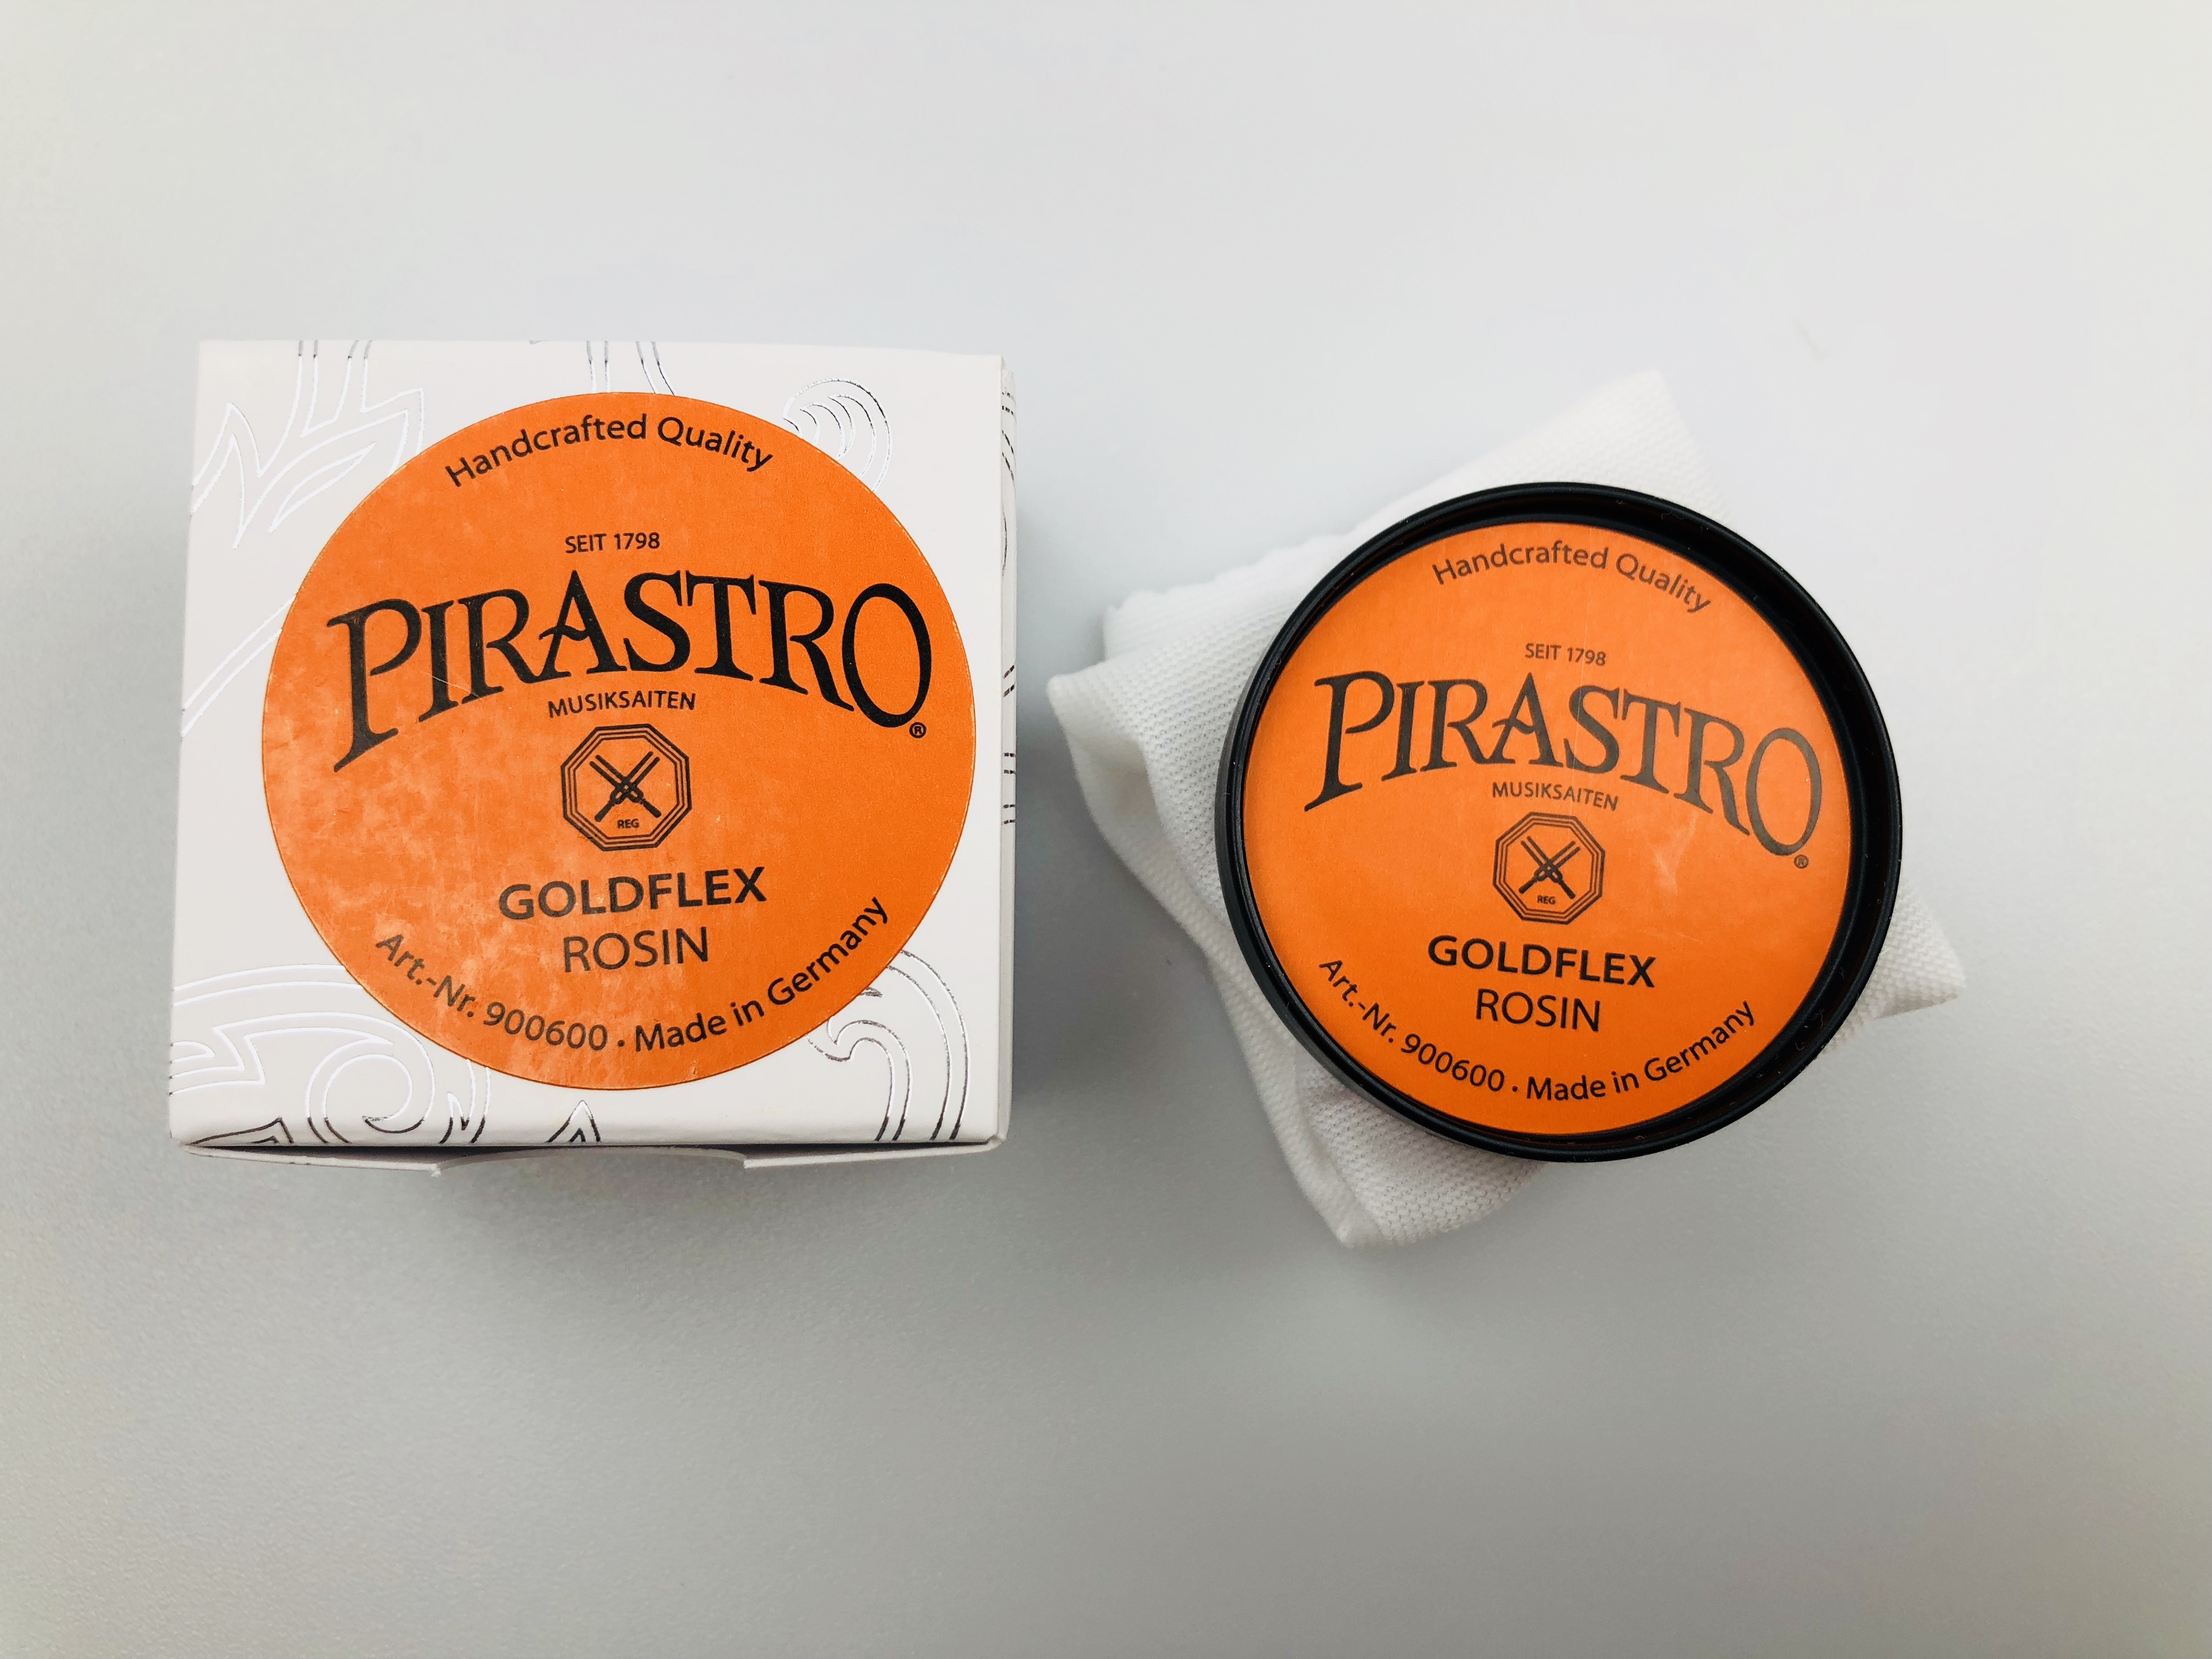 Handcrafted Quality
SEIT 1798
PIRASTRO®
MUSIKSAITEN
REG
GOLDFLEX
ROSIN
Art.-Nr. 900600 · Made in Germany
Handcrafted Quality
SEIT 1798
PIRASTRO®
MUSIKSAITEN
REG
GOLDFLEX
ROSIN
Art.-Nr. 900600 · Made in Germany